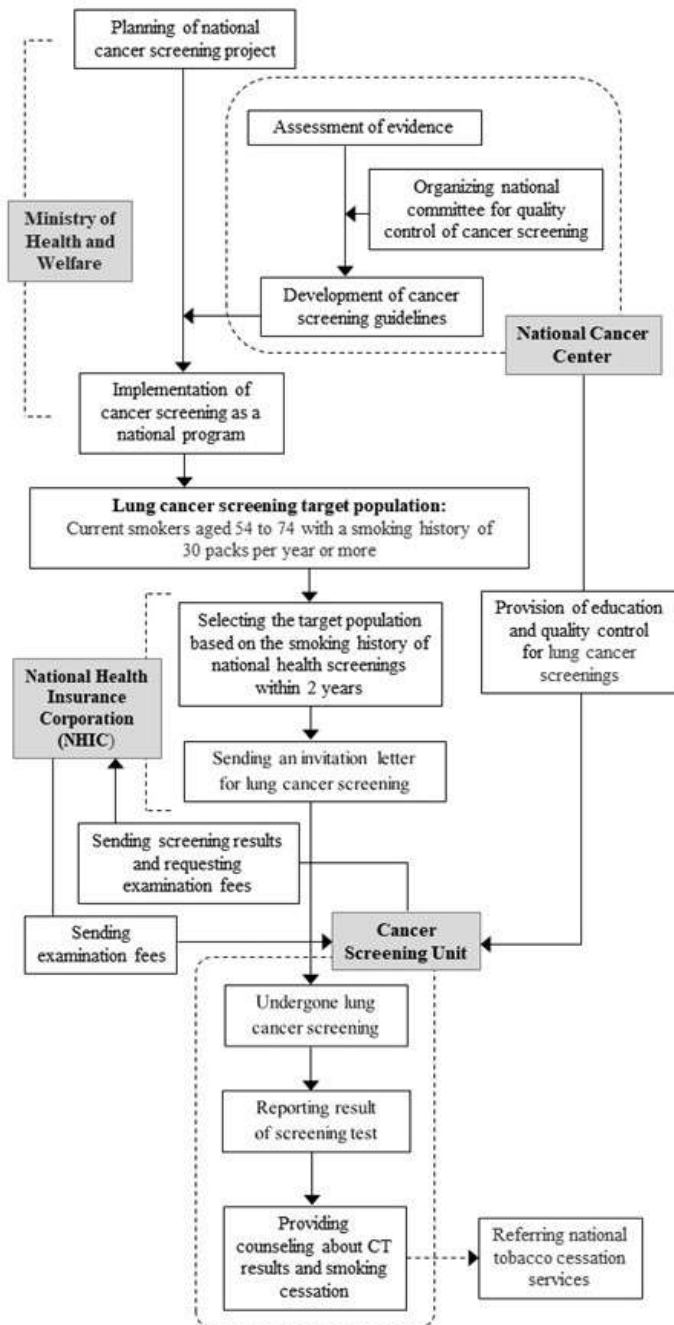 Planning of national
cancer screening project
Assessment of evidence
Organizing national
committee for quality
control of cancer screening
Ministry of
Health and
Welfare
Development of cancer
screening guidelines
National Cancer
Center
Implementation of
cancer screening as a
national program
Lung cancer screening target population:
Current smokers aged 54 to 74 with a smoking history of
30 packs per year or more
Selecting the target population
based on the smoking history of
national health screenings
within 2 years
Provision of education
and quality control
for lung cancer
screenings
National Health
Insurance
Corporation
(NHIC)
Sending an invitation letter
for lung cancer screening
Sending screening results
and requesting
examination fees
Sending
examination fees
Cancer
Screening Unit
Undergone lung
cancer screening
Reporting result
of screening test
Providing
counseling about CT
results and smoking
cessation
Referring national
tobacco cessation
services